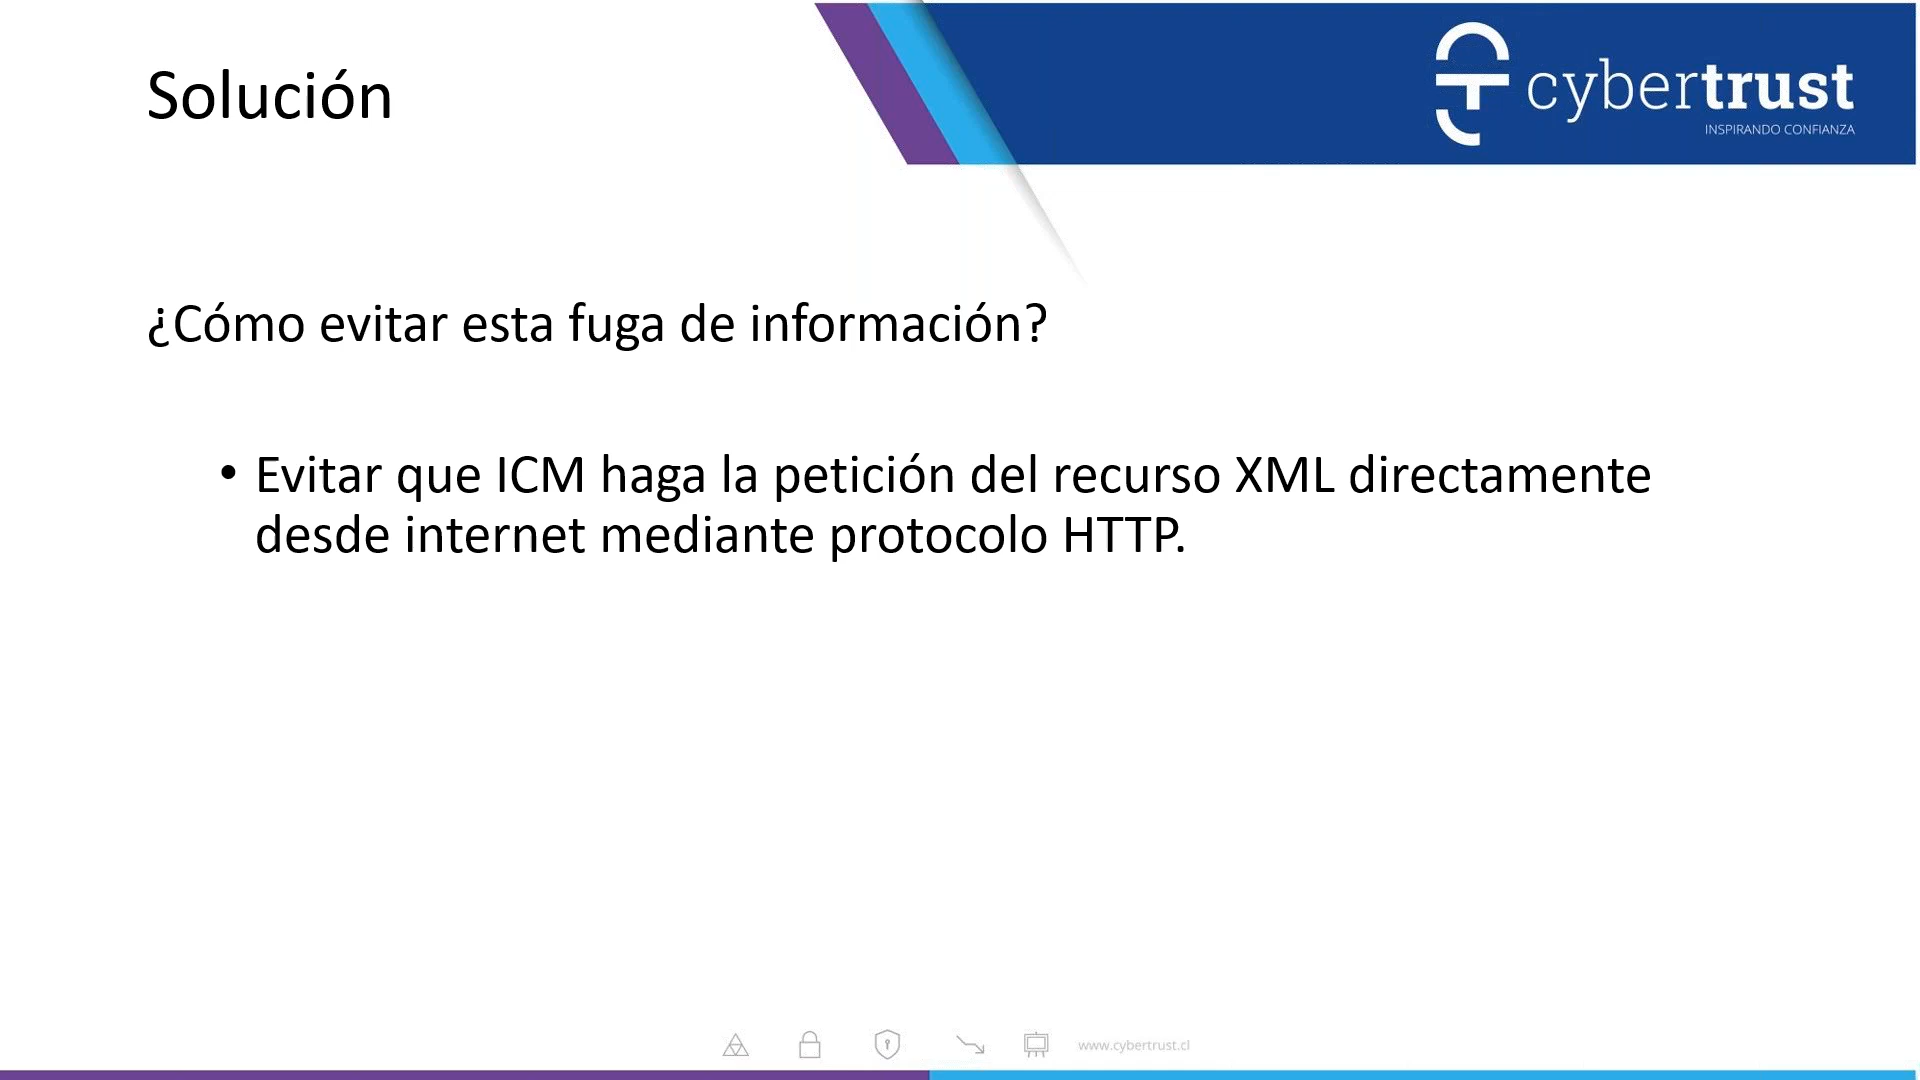 Solución
cybertrust
INSPIRANDO CONFIANZA
¿Cómo evitar esta fuga de información?
• Evitar que ICM haga la petición del recurso XML directamente
desde internet mediante protocolo HTTP.
www.cybertrust.cl